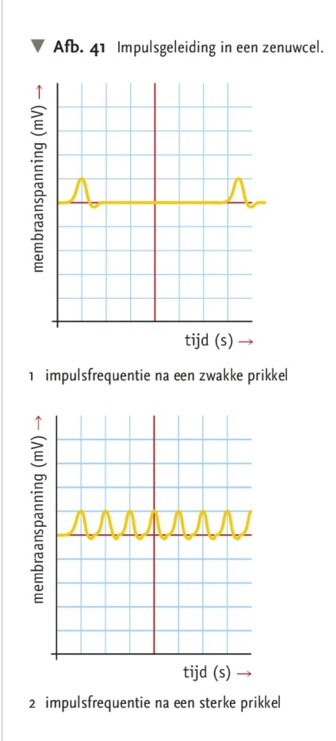 ▼ Afb. 41 Impulsgeleiding in een zenuwcel.
membraanspanning (mV) →
tijd (s) →
1 impulsfrequentie na een zwakke prikkel
membraanspanning (mV) →
tijd (s) →
2 impulsfrequentie na een sterke prikkel